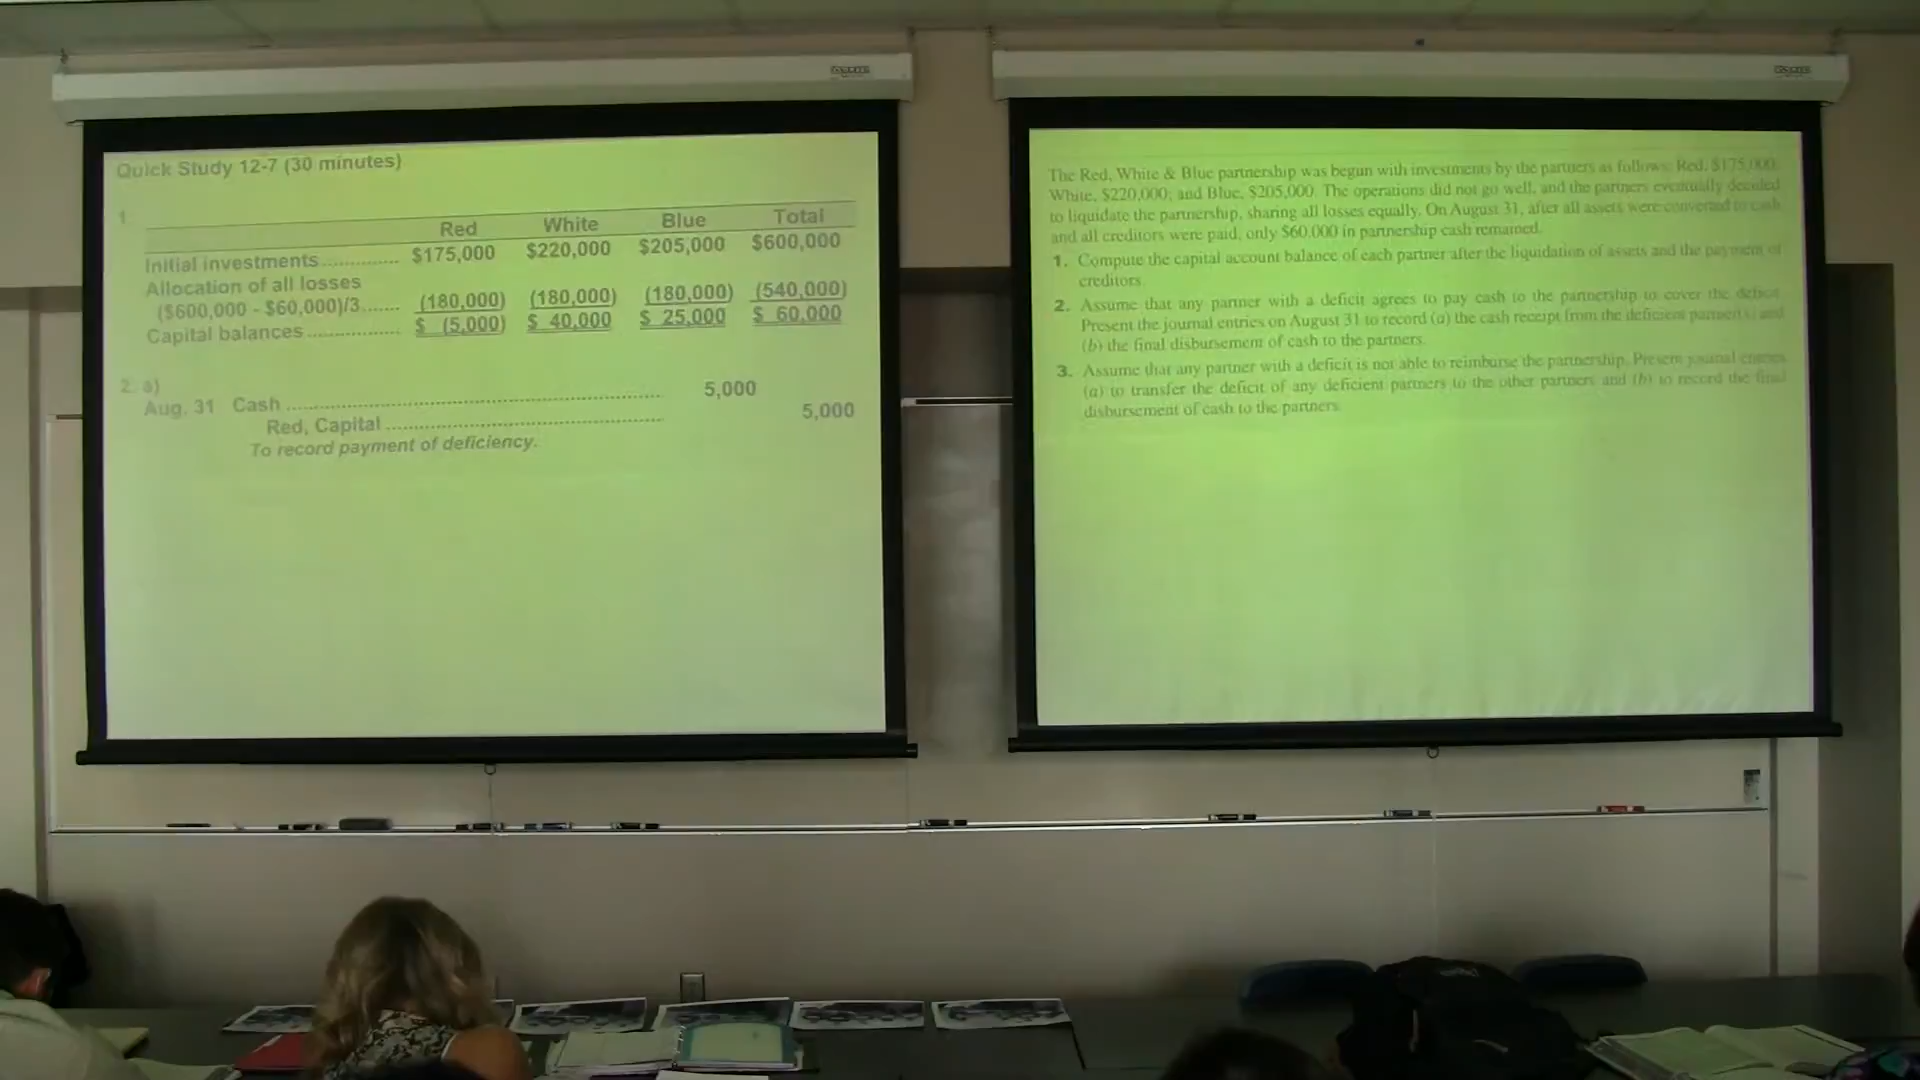 Quick Study 12-7 (30 minutes)
1.
Red White Blue Total
Initial investments .............. $175,000 $220,000 $205,000 $600,000
Allocation of all losses
($600,000 - $60,000)/3....... (180,000) (180,000) (180,000) (540,000)
Capital balances ................. $ (5,000) $ 40,000 $ 25,000 $ 60,000
2. a)
Aug. 31 Cash ............................................................ 5,000
Red, Capital ............................................ 5,000
To record payment of deficiency.
The Red, White & Blue partnership was begun with investments by the partners as follows: Red, $175,000;
White, $220,000; and Blue, $205,000. The operations did not go well, and the partners eventually decided
to liquidate the partnership, sharing all losses equally. On August 31, after all assets were converted to cash
and all creditors were paid, only $60,000 in partnership cash remained.
1. Compute the capital account balance of each partner after the liquidation of assets and the payment of
creditors.
2. Assume that any partner with a deficit agrees to pay cash to the partnership to cover the deficit.
Present the journal entries on August 31 to record (a) the cash receipt from the deficient partner(s) and
(b) the final disbursement of cash to the partners.
3. Assume that any partner with a deficit is not able to reimburse the partnership. Present journal entries
(a) to transfer the deficit of any deficient partners to the other partners and (b) to record the final
disbursement of cash to the partners.